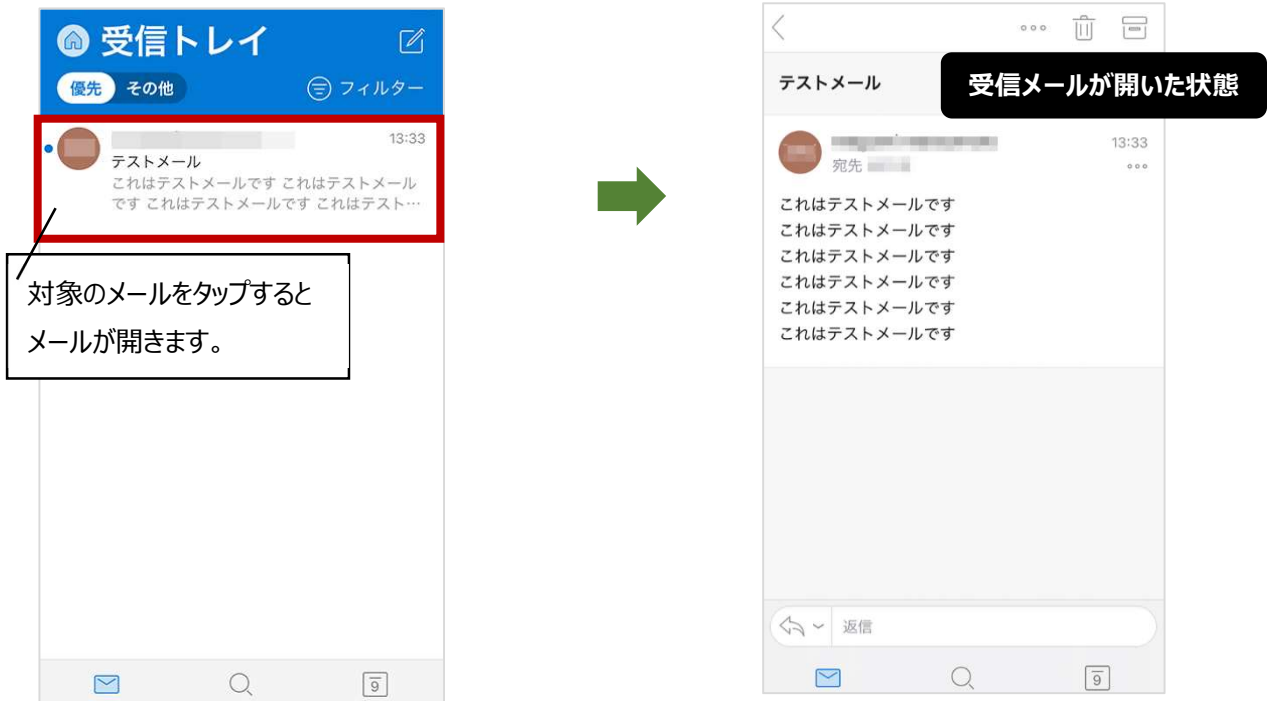 受信トレイ
優先 その他 フィルター
13:33
テストメール
これはテストメールです これはテストメール
です これはテストメールです これはテスト…
対象のメールをタップすると
メールが開きます。
9
テストメール
受信メールが開いた状態
13:33
宛先
これはテストメールです
これはテストメールです
これはテストメールです
これはテストメールです
これはテストメールです
これはテストメールです
返信
9